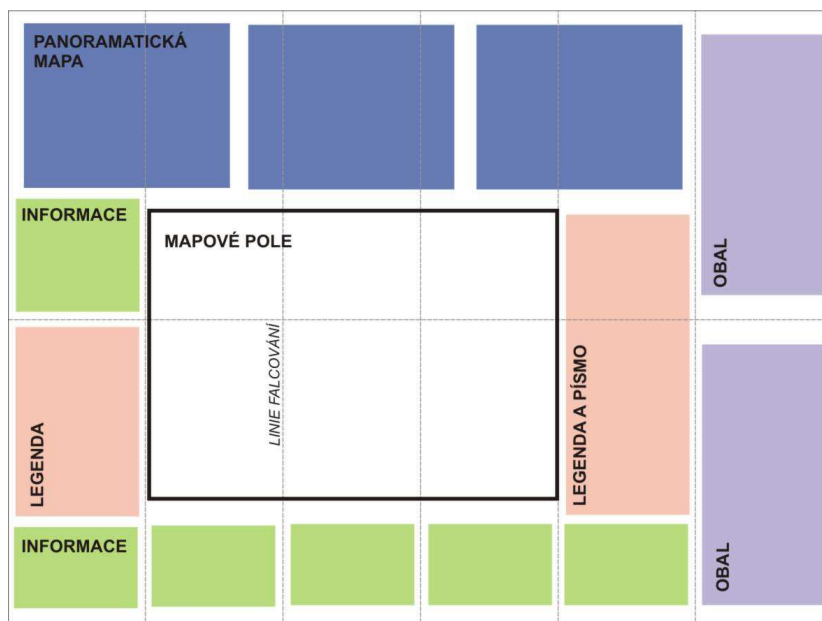 PANORAMATICKÁ
MAPA
INFORMACE
MAPOVÉ POLE
OBAL
LINIE FALCOVÁNÍ
LEGENDA A PÍSMO
LEGENDA
INFORMACE
OBAL